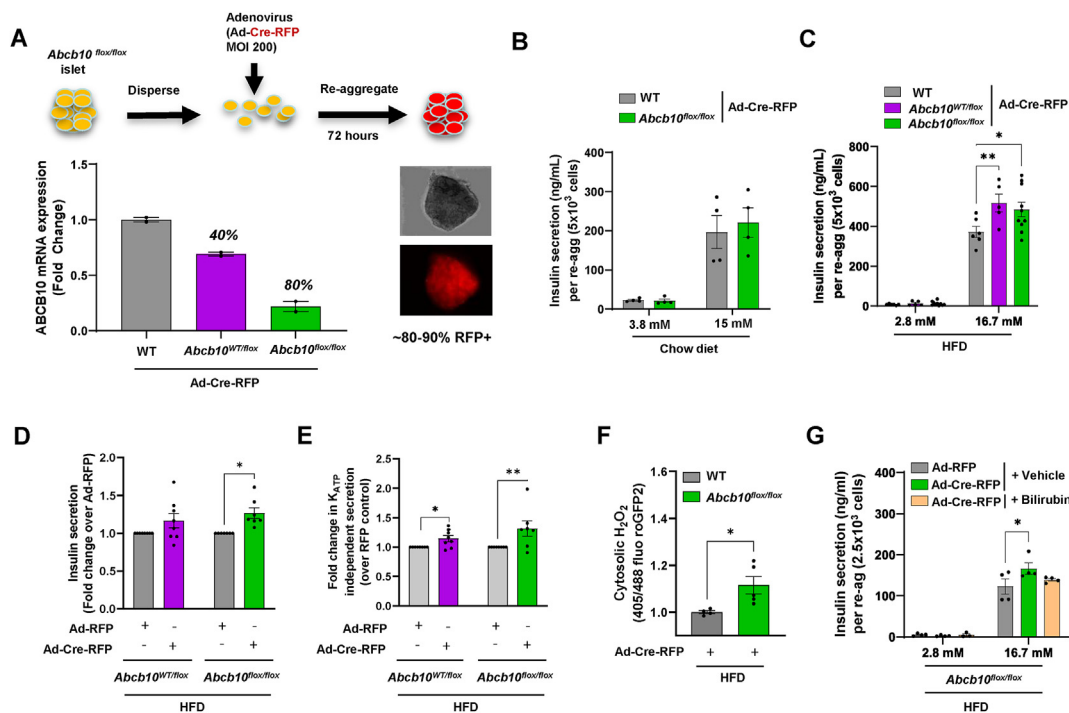 A
Abcb10 flox/flox
islet
Disperse
Adenovirus
(Ad-Cre-RFP
MOI 200)
Re-aggregate
72 hours
ABCB10 mRNA expression
(Fold Change)
1.5
1.0
0.5
0.0
40%
80%
WT
Abcb10WT/flox
Abcb10flox/flox
Ad-Cre-RFP
~80-90% RFP+
B
WT
Abcb10flox/flox
Ad-Cre-RFP
Insulin secretion (ng/mL)
per re-agg (5x10³ cells)
400
300
200
100
0
3.8 mM
15 mM
Chow diet
C
WT
Abcb10WT/flox
Abcb10flox/flox
Ad-Cre-RFP
Insulin secretion (ng/mL)
per re-agg (5x10³ cells)
800
600
400
200
0
**
*
2.8 mM
16.7 mM
HFD
D
Insulin secretion
(Fold change over Ad-RFP)
2.0
1.5
1.0
0.5
0.0
*
Ad-RFP + - + -
Ad-Cre-RFP - + - +
Abcb10WT/flox
Abcb10flox/flox
HFD
E
Fold change in KATP
independent secretion
(over RFP control)
2.5
2.0
1.5
1.0
0.5
0.0
*
**
Ad-RFP + - + -
Ad-Cre-RFP - + - +
Abcb10WT/flox
Abcb10flox/flox
HFD
F
WT
Abcb10flox/flox
Cytosolic H2O2
(405/488 fluo roGFP2)
1.6
1.4
1.2
1.0
*
Ad-Cre-RFP + +
HFD
G
Ad-RFP
Ad-Cre-RFP
+ Vehicle
Ad-Cre-RFP
+ Bilirubin
Insulin secretion (ng/ml)
per re-ag (2.5x10³ cells)
400
300
200
100
0
*
2.8 mM
16.7 mM
Abcb10flox/flox
HFD